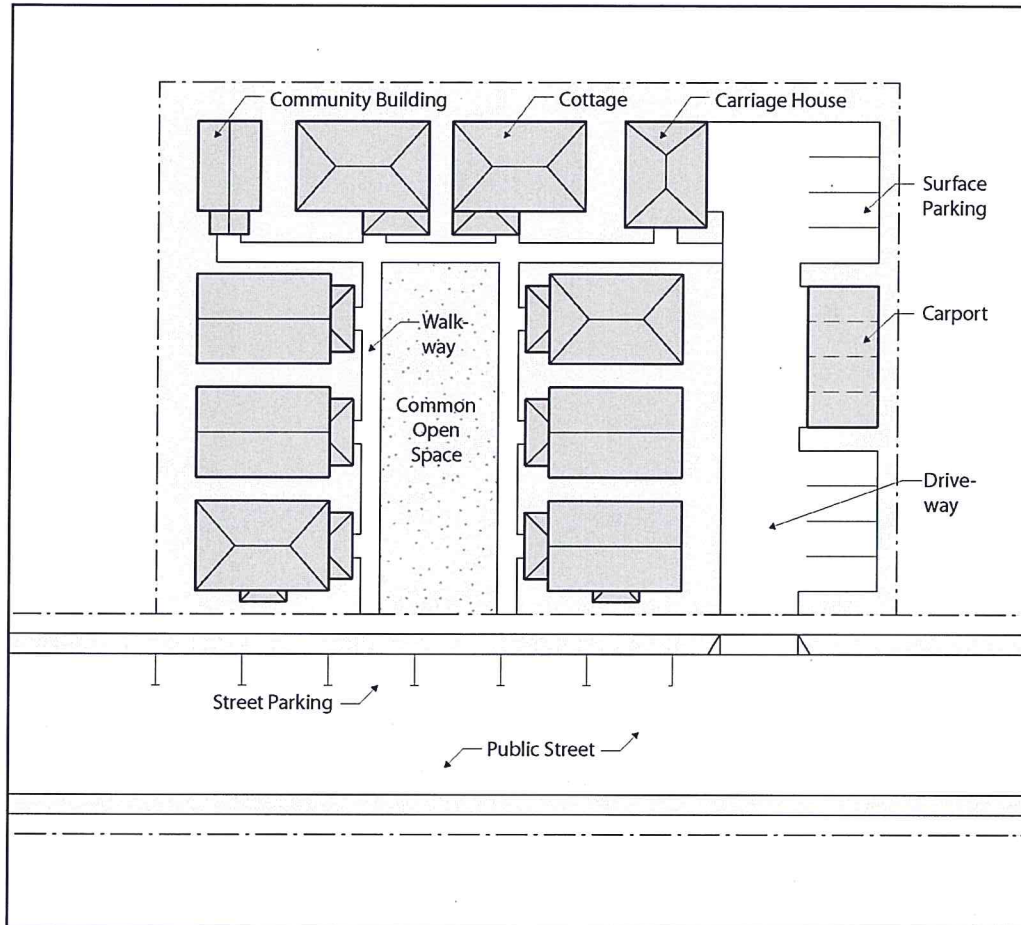 Community Building
Cottage
Carriage House
Surface
Parking
Carport
Walk-
way
Common
Open
Space
Drive-
way
Street Parking
Public Street